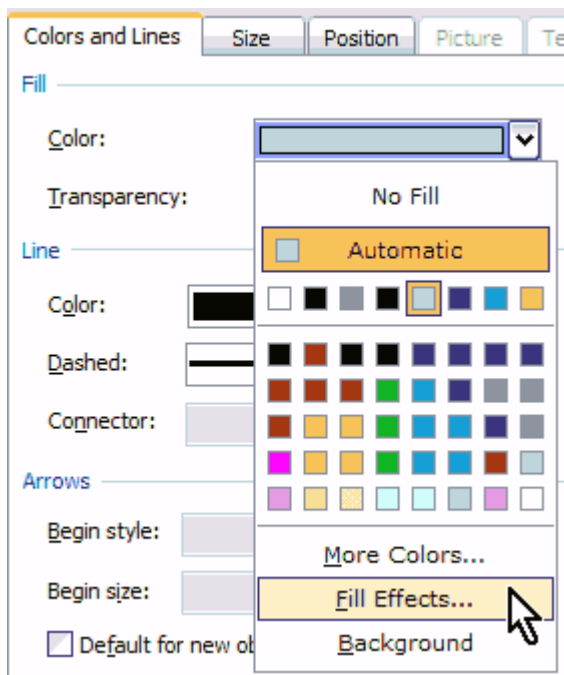 Colors and Lines Size Position Picture Te
Fill
Color:
Transparency:
No Fill
Automatic
Line
Color:
Dashed:
Connector:
Arrows
Begin style:
More Colors...
Begin size:
Fill Effects...
Default for new ob
Background